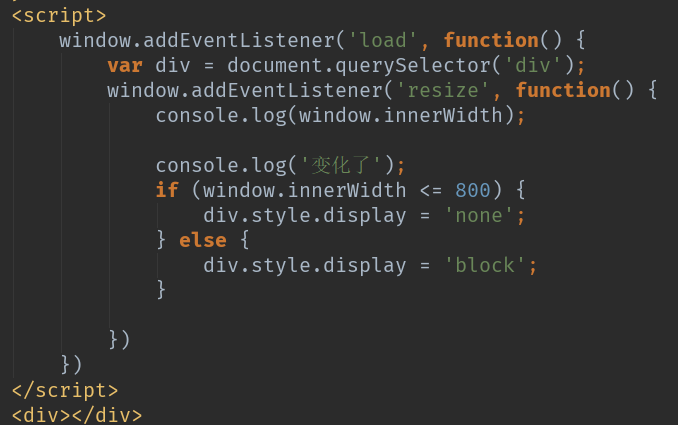 <script>
window.addEventListener('load', function() {
var div = document.querySelector('div');
window.addEventListener('resize', function() {
console.log(window.innerWidth);
console.log('变化了');
if (window.innerWidth <= 800) {
div.style.display = 'none';
} else {
div.style.display = 'block';
}
})
})
</script>
<div></div>